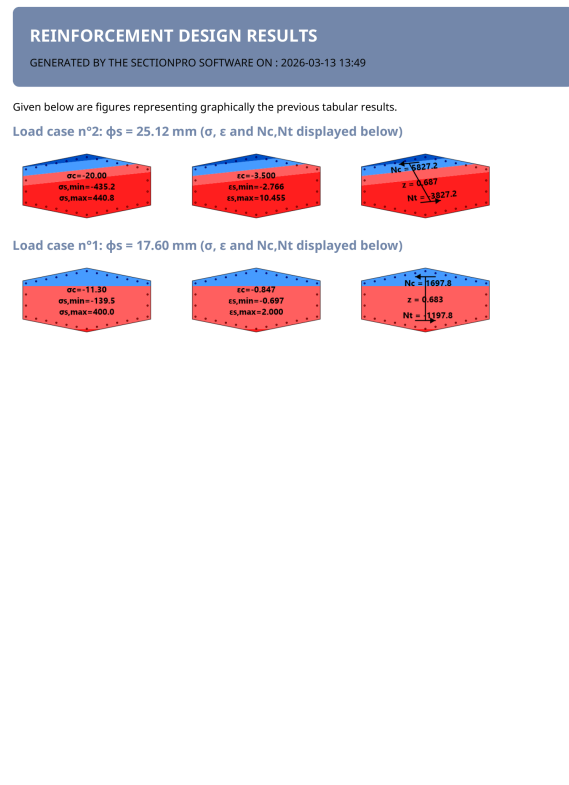 REINFORCEMENT DESIGN RESULTS
GENERATED BY THE SECTIONPRO SOFTWARE ON : 2026-03-13 13:49
Given below are figures representing graphically the previous tabular results.
Load case n°2: ϕs = 25.12 mm (σ, ε and Nc,Nt displayed below)
σc=-20.00
σs,min=-435.2
σs,max=440.8
εc=-3.500
εs,min=-2.766
εs,max=10.455
Nc = 5827.2
z = 0.667
Nt = -3827.2
Load case n°1: ϕs = 17.60 mm (σ, ε and Nc,Nt displayed below)
σc=-11.30
σs,min=-139.5
σs,max=400.0
εc=-0.847
εs,min=-0.697
εs,max=2.000
Nc = 1697.8
z = 0.683
Nt = -1197.8